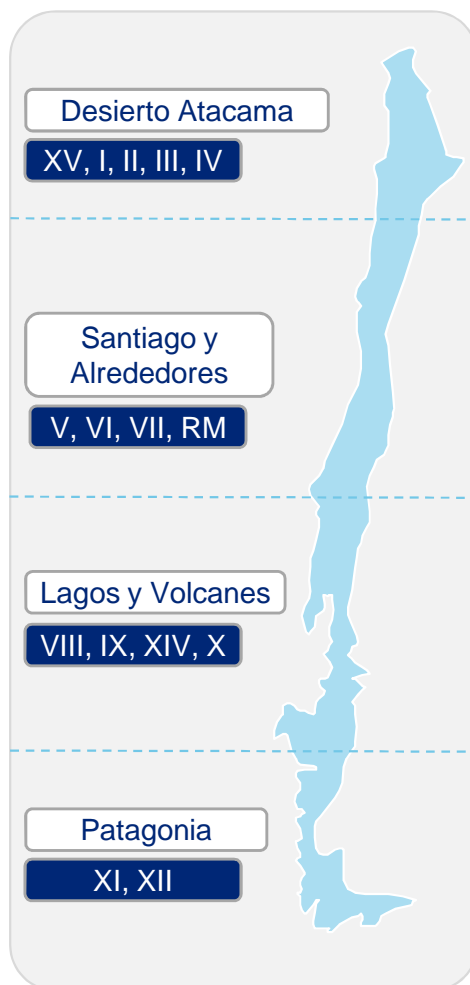 Desierto Atacama
XV, I, II, III, IV
Santiago y
Alrededores
V, VI, VII, RM
Lagos y Volcanes
VIII, IX, XIV, X
Patagonia
XI, XII